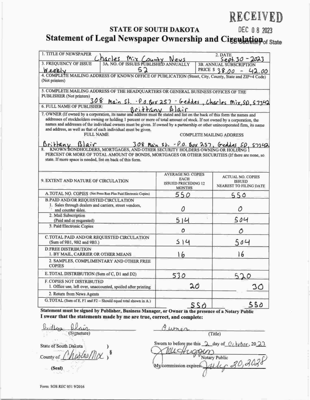 RECEIVED
DEC 08 2023
STATE OF SOUTH DAKOTA
Statement of Legal Newspaper Ownership and Circulation
of State
1. TITLE OF NEWSPAPER
Charles Mix County News
2. DATE
Sept 30-2023
3. FREQUENCY OF ISSUE
Weekly
3A. NO. OF ISSUES PUBLISHED ANNUALLY
52
3B. ANNUAL SUBSCRIPTION
PRICE $ 38.00 - 42.00
4. COMPLETE MAILING ADDRESS OF KNOWN OFFICE OF PUBLICATION (Street, City, County, State and ZIP+4 Code)
(Not printers)
5. COMPLETE MAILING ADDRESS OF THE HEADQUARTERS OR GENERAL BUSINESS OFFICES OF THE
PUBLISHER (Not printers)
308 Main St. - P.O Box 257 - Geddes, Charles Mix, SD, 57342
6. FULL NAME OF PUBLISHER:
Brittany Blair
7. OWNER (If owned by a corporation, its name and address must be stated and list on the back of this form the names and
addresses of stockholders owning or holding 1 percent or more of total amount of stock. If not owned by a corporation, the
names and addresses of the individual owners must be given. If owned by a partnership or other unincorporated firm, its name
and address, as well as that of each individual must be given.
FULL NAME
COMPLETE MAILING ADDRESS
Brittany Blair
308 Main St. P.O. Box 257, Geddes, SD, 57342
8. KNOWN BONDHOLDERS, MORTGAGES, AND OTHER SECURITY HOLDERS OWNING OR HOLDING 1
PERCENT OR MORE OF TOTAL AMOUNT OF BONDS, MORTGAGES OR OTHER SECURITIES (If there are none, so
state. If more space is needed, list on back of this form.
9. EXTENT AND NATURE OF CIRCULATION
AVERAGE NO. COPIES
EACH
ISSUED PRECEDING 12
MONTHS
ACTUAL NO. COPIES
ISSUED
NEAREST TO FILING DATE
A. TOTAL NO. COPIES (Net Press Run Plus Paid Electronic Copies)
550
550
B. PAID AND/OR REQUESTED CIRCULATION
1. Sales through dealers and carriers, street vendors,
and counter sales.
0
0
2. Mail Subscription
(Paid and or requested)
514
504
3. Paid Electronic Copies
0
0
C. TOTAL PAID AND/OR REQUESTED CIRCULATION
(Sum of 9B1, 9B2 and 9B3.)
514
504
D. FREE DISTRIBUTION
1. BY MAIL, CARRIER OR OTHER MEANS
16
16
2. SAMPLES, COMPLIMENTARY AND OTHER FREE
COPIES
E. TOTAL DISTRIBUTION (Sum of C, D1 and D2)
530
520
F. COPIES NOT DISTRIBUTED
1. Office use, left over, unaccounted, spoiled after printing
20
30
2. Return from News Agents
G. TOTAL (Sum of E, F1 and F2 - Should equal sum shown in A.)
550
550
Statement must be signed by Publisher, Business Manager, or Owner in the presence of a Notary Public
I swear that the statements made by me are true, correct, and complete:
Brittany Blair
Owner
(Signature)
(Title)
State of South Dakota
Sworn to before me this 2 day of October, 2023
County of Charles Mix
Notary Public
(Seal)
My commission expires: July 20, 2028